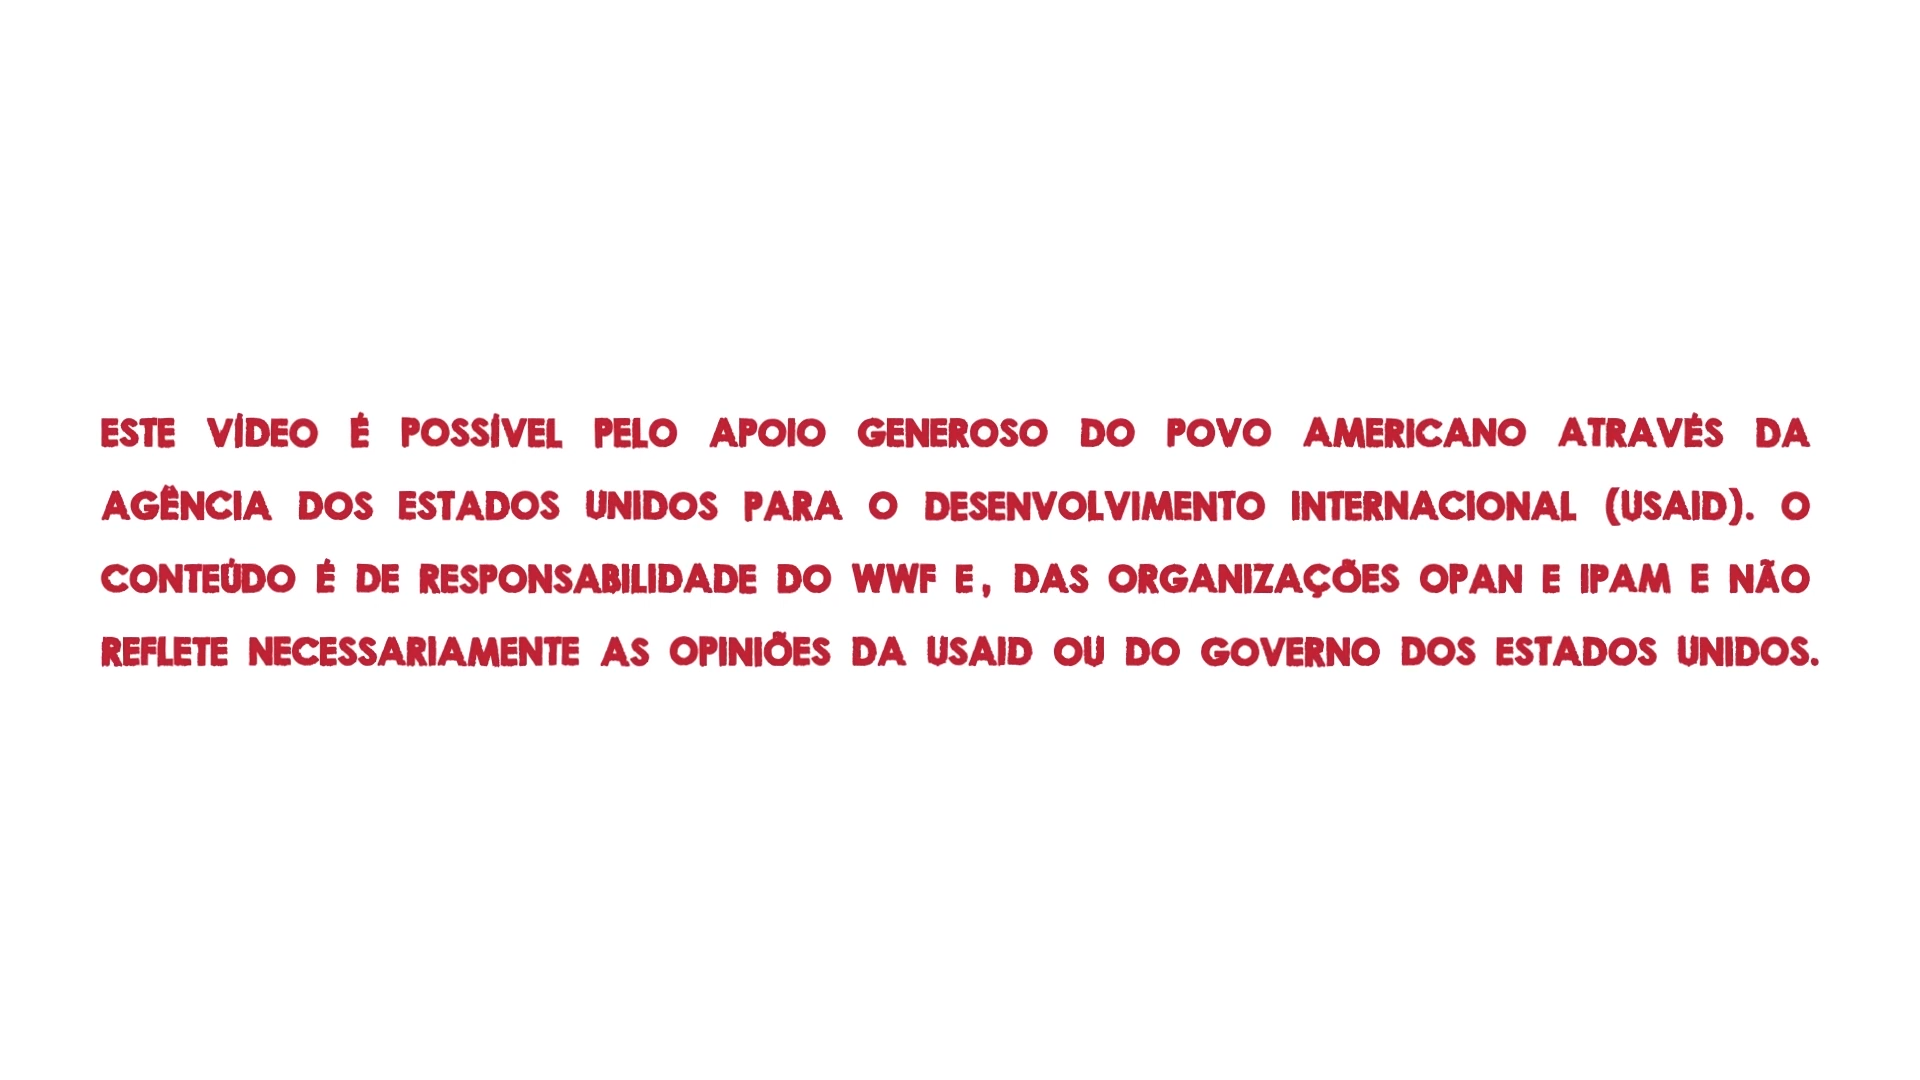 ESTE VÍDEO É POSSÍVEL PELO APOIO GENEROSO DO POVO AMERICANO ATRAVÉS DA
AGÊNCIA DOS ESTADOS UNIDOS PARA O DESENVOLVIMENTO INTERNACIONAL (USAID). O
CONTEÚDO É DE RESPONSABILIDADE DO WWF E, DAS ORGANIZAÇÕES OPAN E IPAM E NÃO
REFLETE NECESSARIAMENTE AS OPINIÕES DA USAID OU DO GOVERNO DOS ESTADOS UNIDOS.